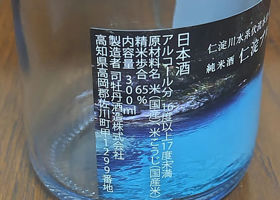 仁淀川水系伏流水
純米酒 仁淀ブ
日本酒
アルコール分16度以上17度未満
原材料名 米(国産)、米こうじ(国産米)
精米歩合 65%
内容量 300ml
製造者 司牡丹酒造株式会社
高知県高岡郡佐川町甲1299番地